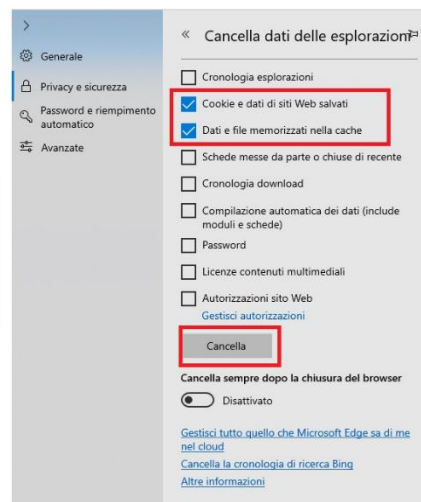 Generale
Privacy e sicurezza
Password e riempimento
automatico
Avanzate
Cancella dati delle esplorazioni
Cronologia esplorazioni
Cookie e dati di siti Web salvati
Dati e file memorizzati nella cache
Schede messe da parte o chiuse di recente
Cronologia download
Compilazione automatica dei dati (include
moduli e schede)
Password
Licenze contenuti multimediali
Autorizzazioni sito Web
Gestisci autorizzazioni
Cancella
Cancella sempre dopo la chiusura del browser
Disattivato
Gestisci tutto quello che Microsoft Edge sa di me
nel cloud
Cancella la cronologia di ricerca Bing
Altre informazioni